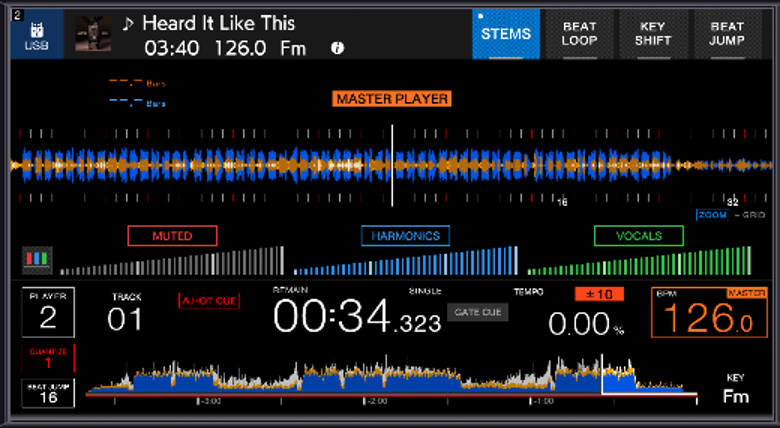 2
USB
♪ Heard It Like This
03:40 126.0 Fm
i
STEMS
BEAT LOOP
KEY SHIFT
BEAT JUMP
--.- Bars
--.- Bars
MASTER PLAYER
16
32
ZOOM – GRID
MUTED
HARMONICS
VOCALS
PLAYER
2
TRACK
01
A.HOT CUE
REMAIN
SINGLE
00:34.323
GATE CUE
TEMPO
±10
0.00 %
BPM
MASTER
126.0
QUANTIZE
1
BEAT JUMP
16
-3:00
-2:00
-1:00
KEY
Fm